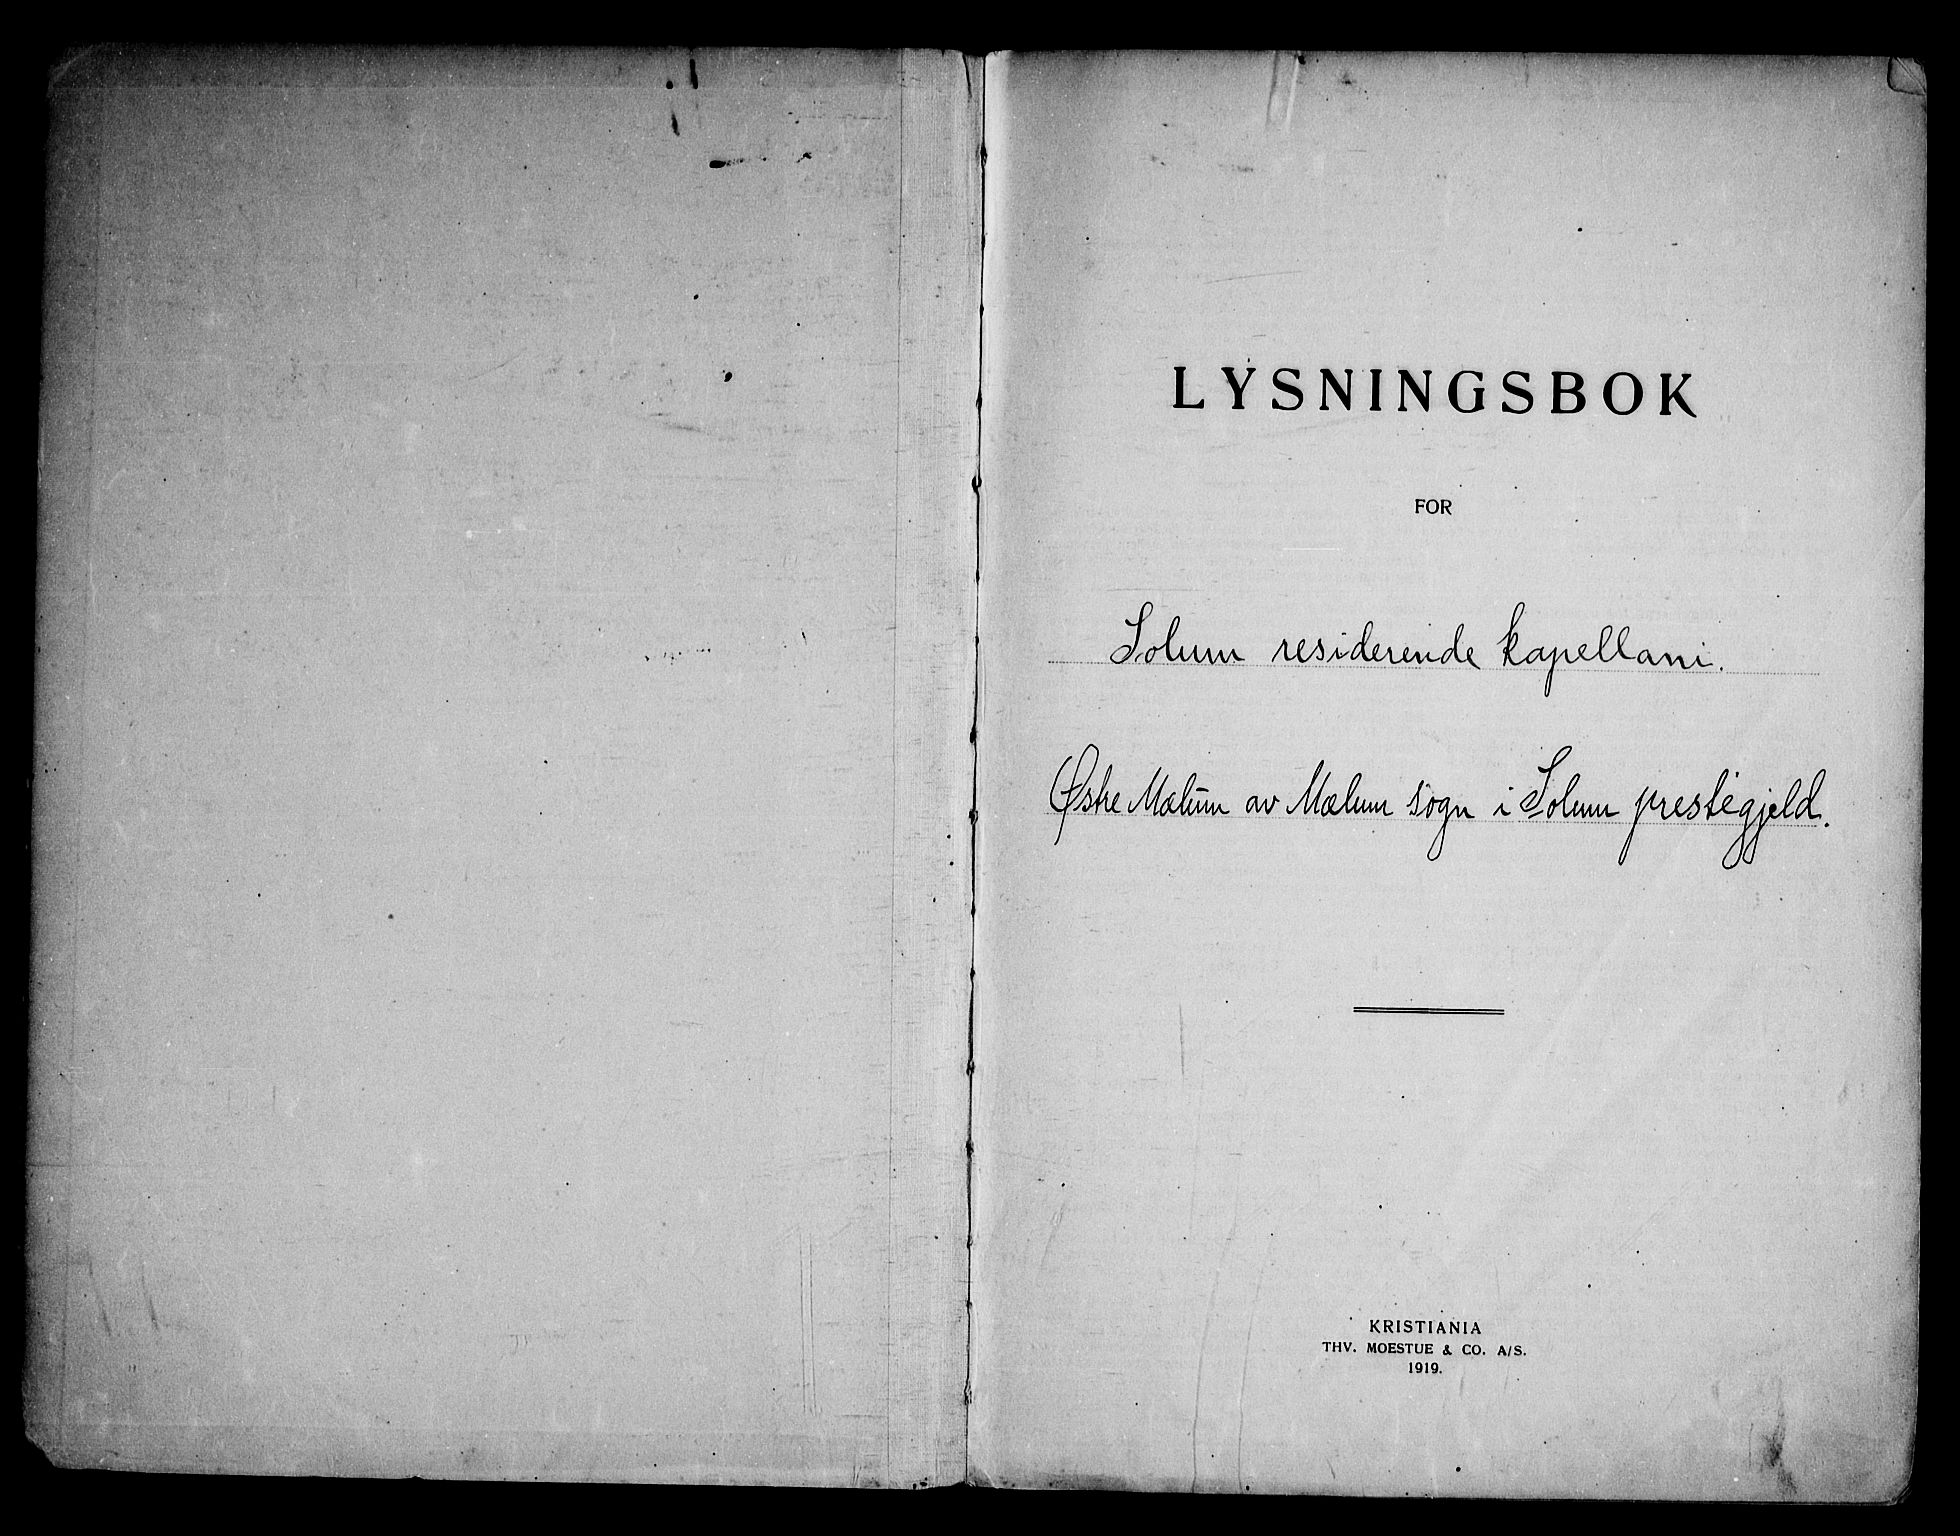 LYSNINGSBOK
FOR
Solum residerende kapellani.
Østre Mælum av Mælum sogn i Solum prestegjeld.
KRISTIANIA
THV. MOESTUE & CO. A/S.
1919.